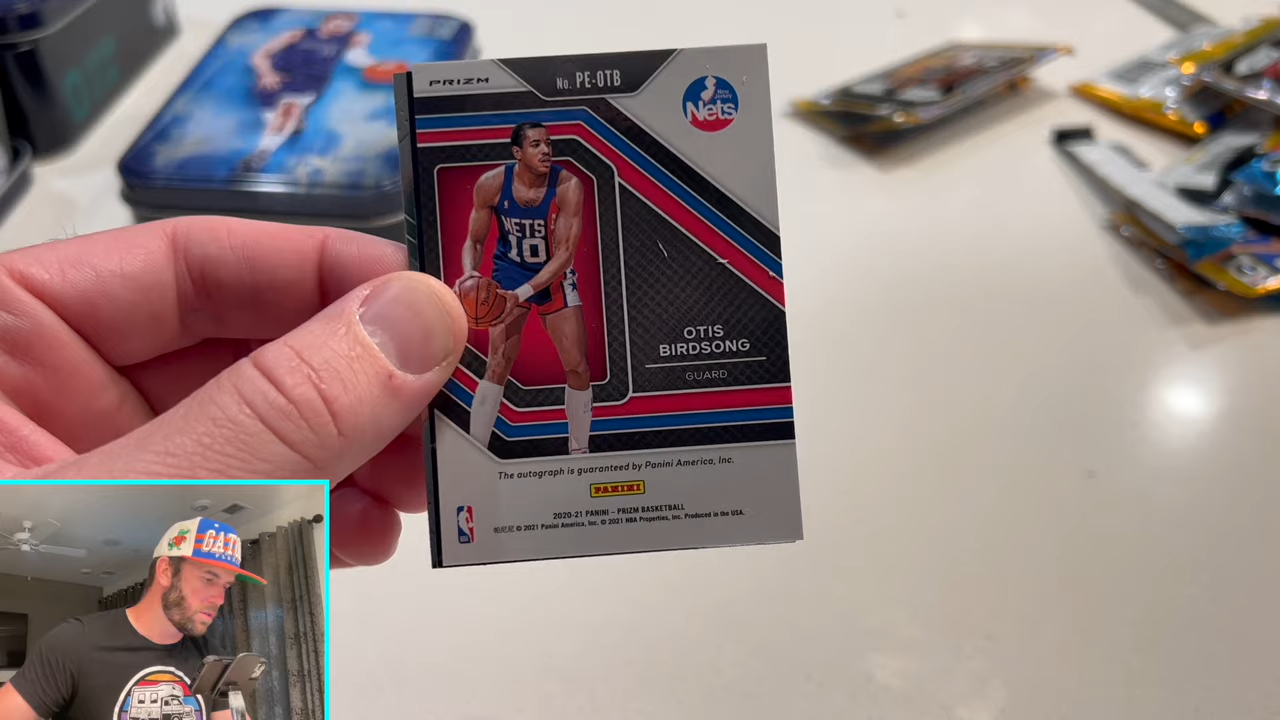 PRIZM
No. PE-OTB
New Jersey
Nets
NETS
10
OTIS
BIRDSONG
GUARD
The autograph is guaranteed by Panini America, Inc.
PANINI
2020-21 PANINI – PRIZM BASKETBALL
© 2021 Panini America, Inc. © 2021 NBA Properties, Inc. Produced in the USA.
GATO